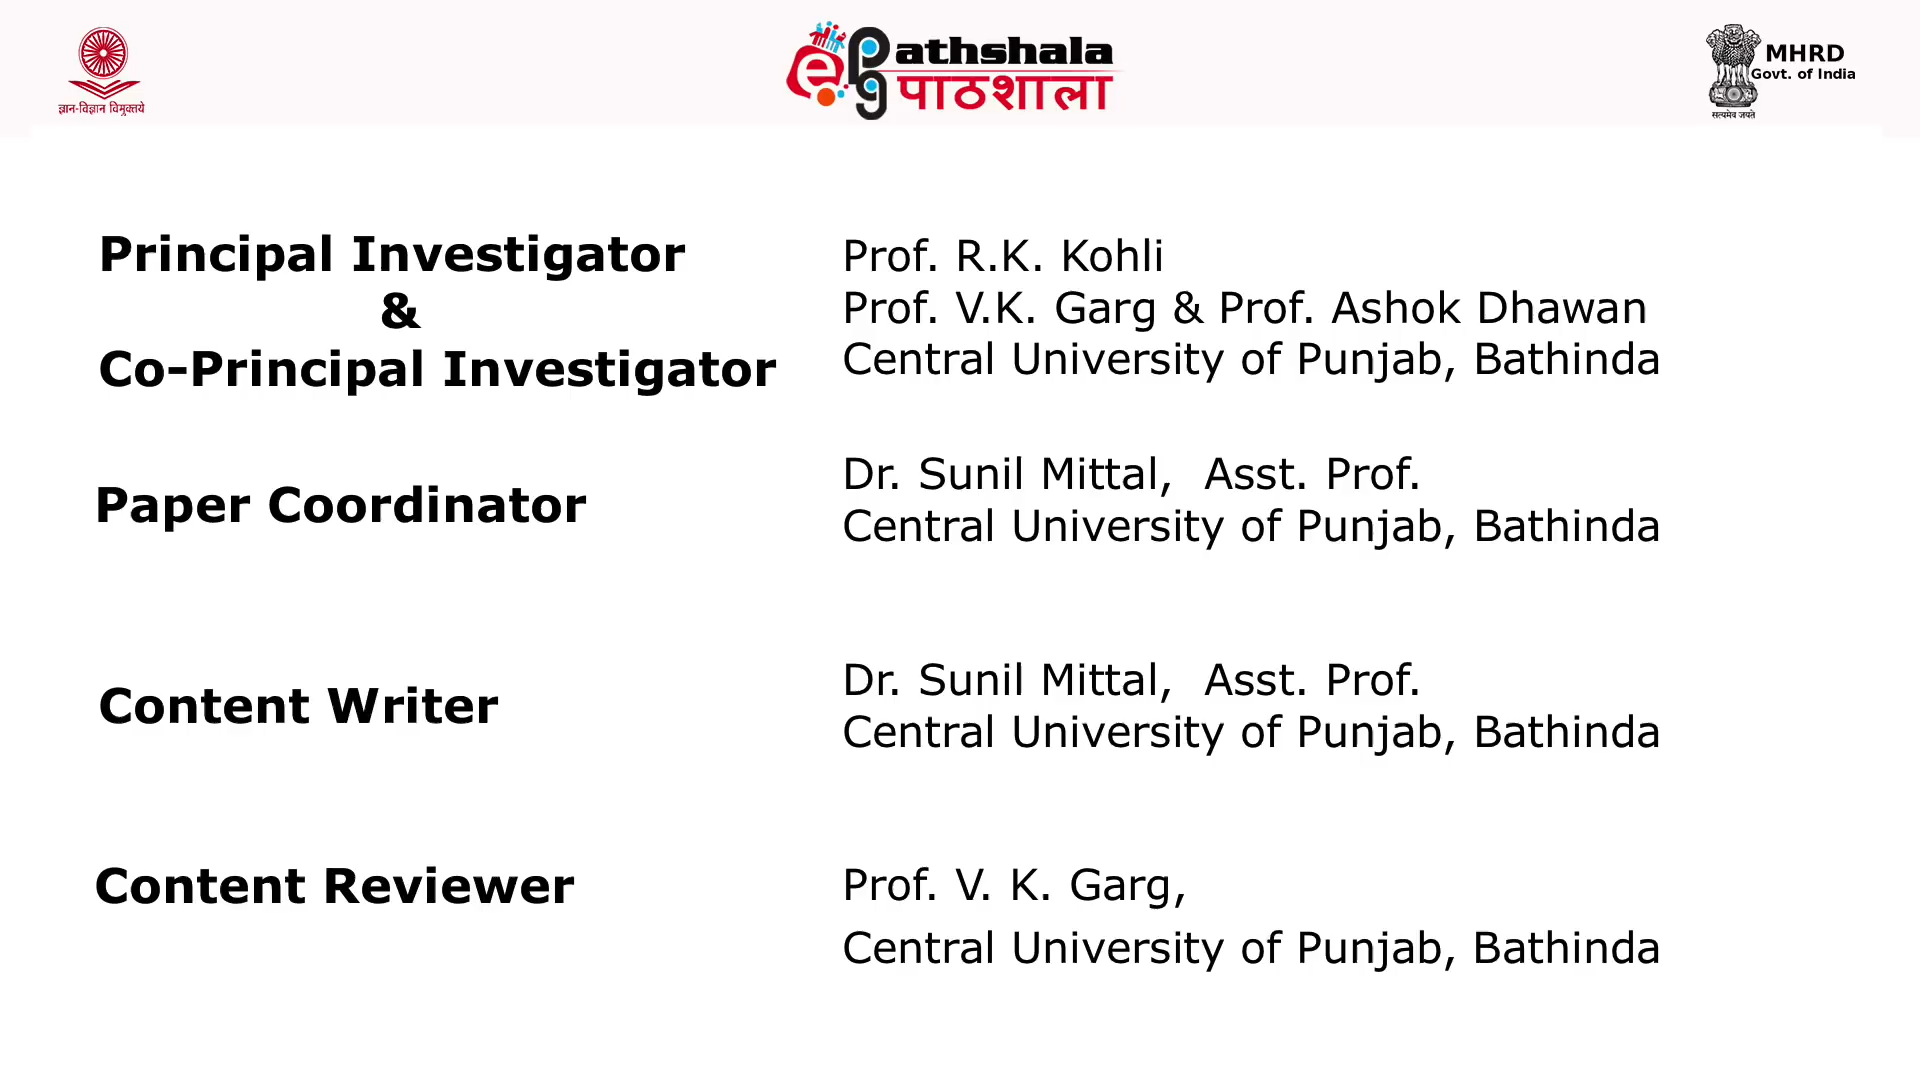 ज्ञान-विज्ञान विमुक्तये
ePathshala
पाठशाला
MHRD
Govt. of India
सत्यमेव जयते
Principal Investigator
&
Co-Principal Investigator
Prof. R.K. Kohli
Prof. V.K. Garg & Prof. Ashok Dhawan
Central University of Punjab, Bathinda
Paper Coordinator
Dr. Sunil Mittal,  Asst. Prof.
Central University of Punjab, Bathinda
Content Writer
Dr. Sunil Mittal,  Asst. Prof.
Central University of Punjab, Bathinda
Content Reviewer
Prof. V. K. Garg,
Central University of Punjab, Bathinda